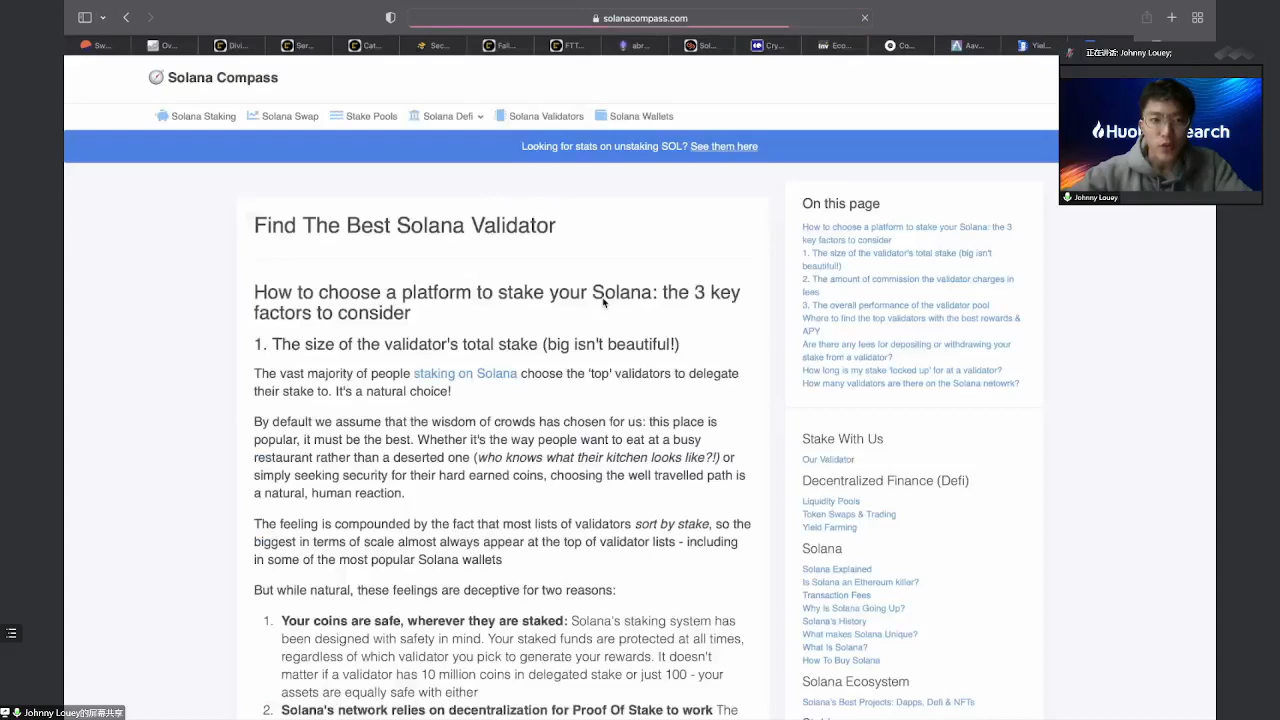 solanacompass.com
Sw...
Ov...
Divi...
Ser...
Cat...
Sec...
Fall...
FTT...
abr...
Sol...
Cry...
inv Eco...
Co...
Aav...
Yiel...
正在讲话: Johnny Louey;
Solana Compass
Solana Staking
Solana Swap
Stake Pools
Solana Defi
Solana Validators
Solana Wallets
Looking for stats on unstaking SOL? See them here
Find The Best Solana Validator
How to choose a platform to stake your Solana: the 3 key
factors to consider
1. The size of the validator's total stake (big isn't beautiful!)
The vast majority of people staking on Solana choose the 'top' validators to delegate
their stake to. It's a natural choice!
By default we assume that the wisdom of crowds has chosen for us: this place is
popular, it must be the best. Whether it's the way people want to eat at a busy
restaurant rather than a deserted one (who knows what their kitchen looks like?!) or
simply seeking security for their hard earned coins, choosing the well travelled path is
a natural, human reaction.
The feeling is compounded by the fact that most lists of validators sort by stake, so the
biggest in terms of scale almost always appear at the top of validator lists - including
in some of the most popular Solana wallets
But while natural, these feelings are deceptive for two reasons:
1. Your coins are safe, wherever they are staked: Solana's staking system has
been designed with safety in mind. Your staked funds are protected at all times,
regardless of which validator you pick to generate your rewards. It doesn't
matter if a validator has 10 million coins in delegated stake or just 100 - your
assets are equally safe with either
2. Solana's network relies on decentralization for Proof Of Stake to work The
On this page
How to choose a platform to stake your Solana: the 3
key factors to consider
1. The size of the validator's total stake (big isn't
beautiful!)
2. The amount of commission the validator charges in
fees
3. The overall performance of the validator pool
Where to find the top validators with the best rewards &
APY
Are there any fees for depositing or withdrawing your
stake from a validator?
How long is my stake 'locked up' for at a validator?
How many validators are there on the Solana netowrk?
Stake With Us
Our Validator
Decentralized Finance (Defi)
Liquidity Pools
Token Swaps & Trading
Yield Farming
Solana
Solana Explained
Is Solana an Ethereum killer?
Transaction Fees
Why Is Solana Going Up?
Solana's History
What makes Solana Unique?
What Is Solana?
How To Buy Solana
Solana Ecosystem
Solana's Best Projects: Dapps, Defi & NFTs
Johnny Louey
Johnny Louey的屏幕共享